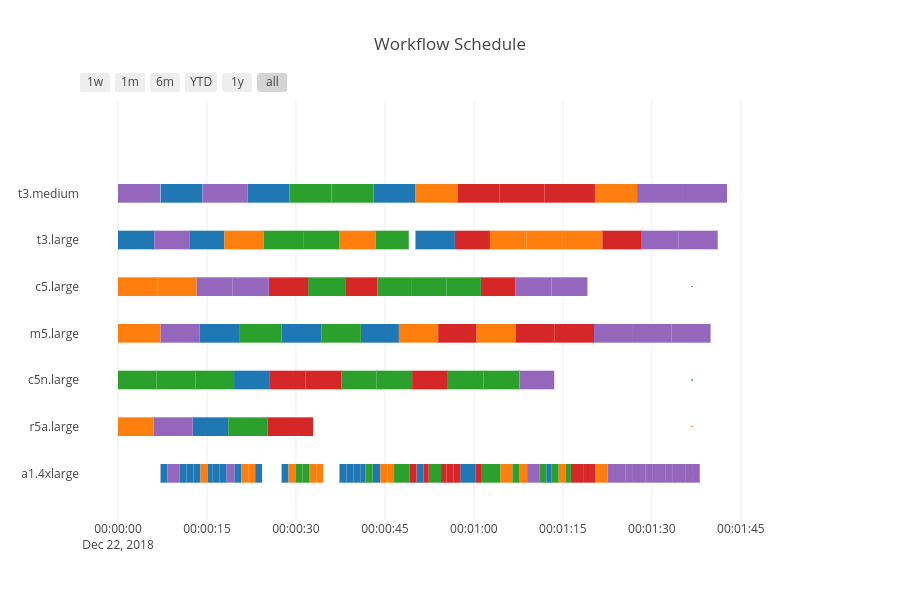 Workflow Schedule
1w 1m 6m YTD 1y all
t3.medium
t3.large
c5.large
m5.large
c5n.large
r5a.large
a1.4xlarge
00:00:00 00:00:15 00:00:30 00:00:45 00:01:00 00:01:15 00:01:30 00:01:45
Dec 22, 2018